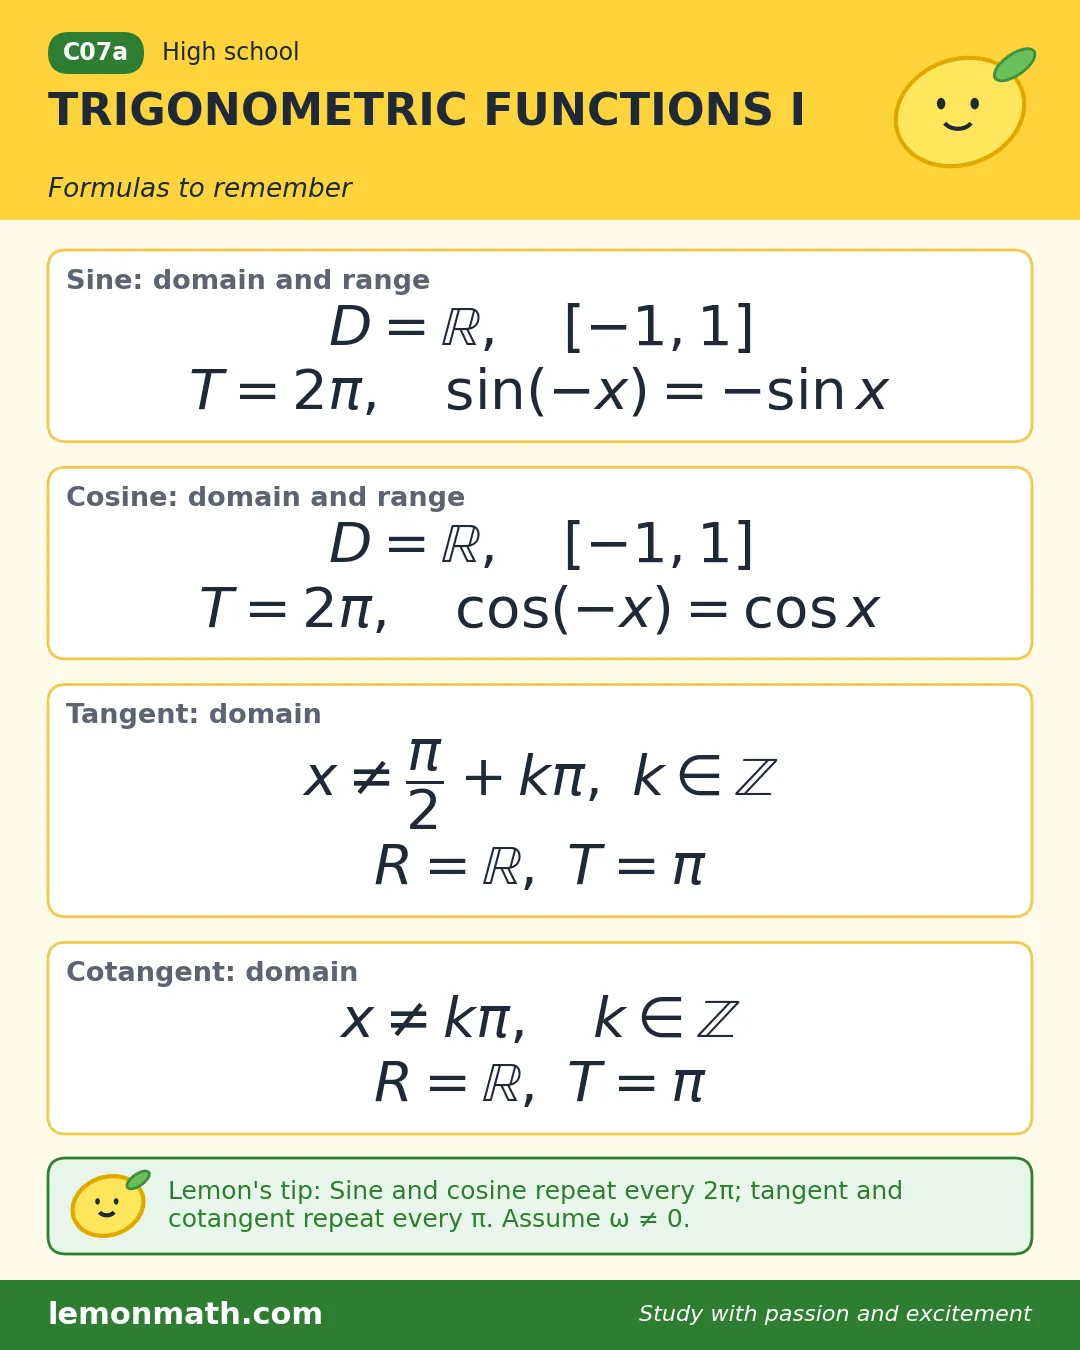 C07a High school
TRIGONOMETRIC FUNCTIONS I
Formulas to remember
Sine: domain and range
D = ℝ, [−1, 1]
T = 2π, sin(−x) = −sin x
Cosine: domain and range
D = ℝ, [−1, 1]
T = 2π, cos(−x) = cos x
Tangent: domain
x ≠ π/2 + kπ, k ∈ ℤ
R = ℝ, T = π
Cotangent: domain
x ≠ kπ, k ∈ ℤ
R = ℝ, T = π
Lemon's tip: Sine and cosine repeat every 2π; tangent and
cotangent repeat every π. Assume ω ≠ 0.
lemonmath.com
Study with passion and excitement